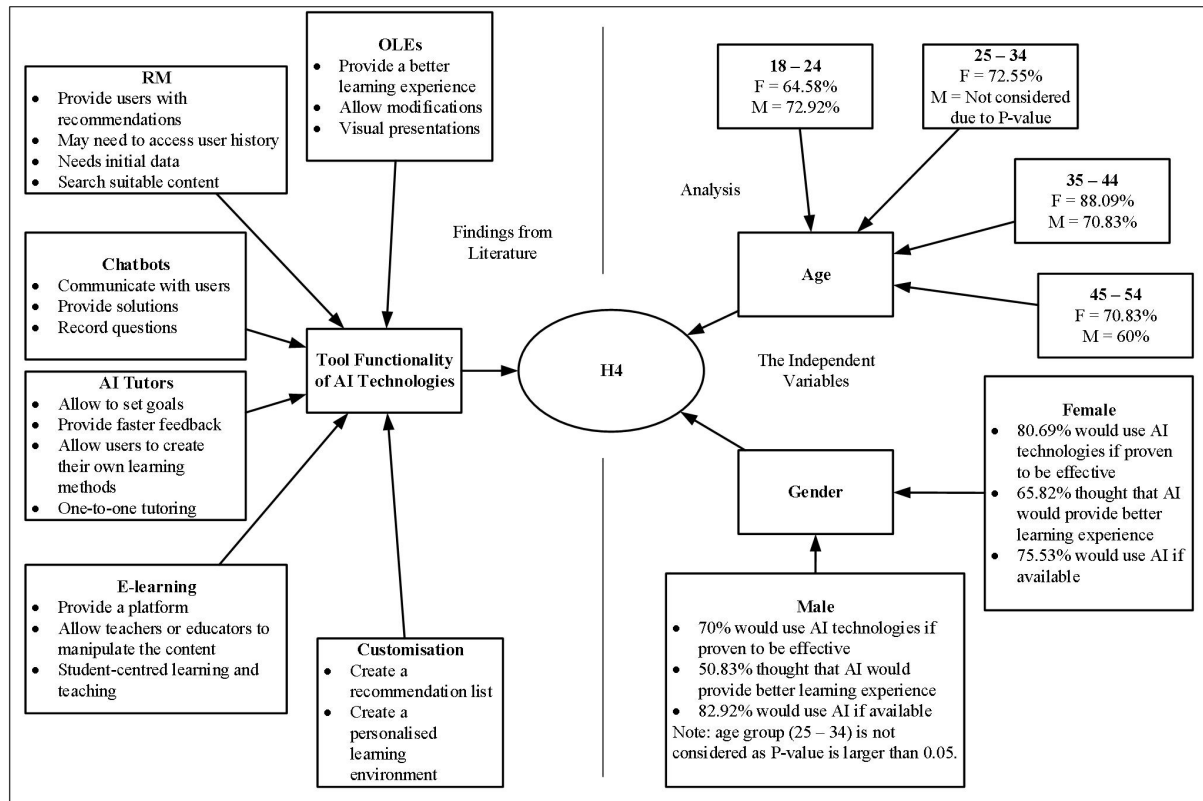 RM
• Provide users with
recommendations
• May need to access user history
• Needs initial data
• Search suitable content
OLEs
• Provide a better
learning experience
• Allow modifications
• Visual presentations
Chatbots
• Communicate with users
• Provide solutions
• Record questions
AI Tutors
• Allow to set goals
• Provide faster feedback
• Allow users to create
their own learning
methods
• One-to-one tutoring
E-learning
• Provide a platform
• Allow teachers or educators to
manipulate the content
• Student-centred learning and
teaching
Customisation
• Create a
recommendation list
• Create a
personalised
learning
environment
Tool Functionality
of AI Technologies
Findings from
Literature
H4
Analysis
18 – 24
F = 64.58%
M = 72.92%
25 – 34
F = 72.55%
M = Not considered
due to P-value
35 – 44
F = 88.09%
M = 70.83%
45 – 54
F = 70.83%
M = 60%
Age
The Independent
Variables
Gender
Female
• 80.69% would use AI
technologies if proven
to be effective
• 65.82% thought that AI
would provide better
learning experience
• 75.53% would use AI if
available
Male
• 70% would use AI technologies if
proven to be effective
• 50.83% thought that AI would
provide better learning experience
• 82.92% would use AI if available
Note: age group (25 – 34) is not
considered as P-value is larger than 0.05.